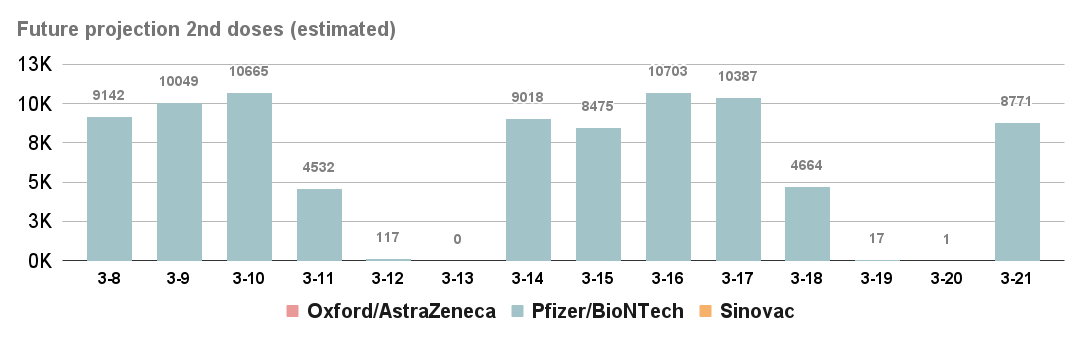 Future projection 2nd doses (estimated)
13K
10K
8K
5K
3K
0K
9142
10049
10665
4532
117
0
9018
8475
10703
10387
4664
17
1
8771
3-8 3-9 3-10 3-11 3-12 3-13 3-14 3-15 3-16 3-17 3-18 3-19 3-20 3-21
Oxford/AstraZeneca Pfizer/BioNTech Sinovac